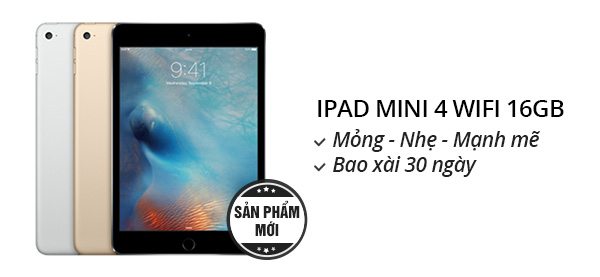 9:41
IPAD MINI 4 WIFI 16GB
Mỏng - Nhẹ - Mạnh mẽ
Bao xài 30 ngày
SẢN PHẨM
MỚI